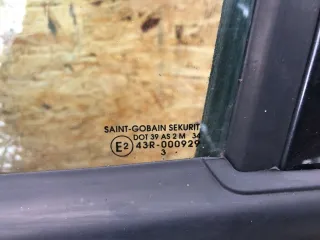 SAINT-GOBAIN SEKURIT
DOT 39 AS 2 M 34
E2 43R-000929
3